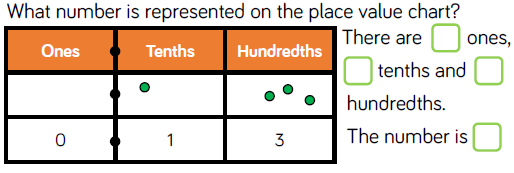 What number is represented on the place value chart?
Ones Tenths Hundredths
0 1 3
There are ones,
tenths and
hundredths.
The number is